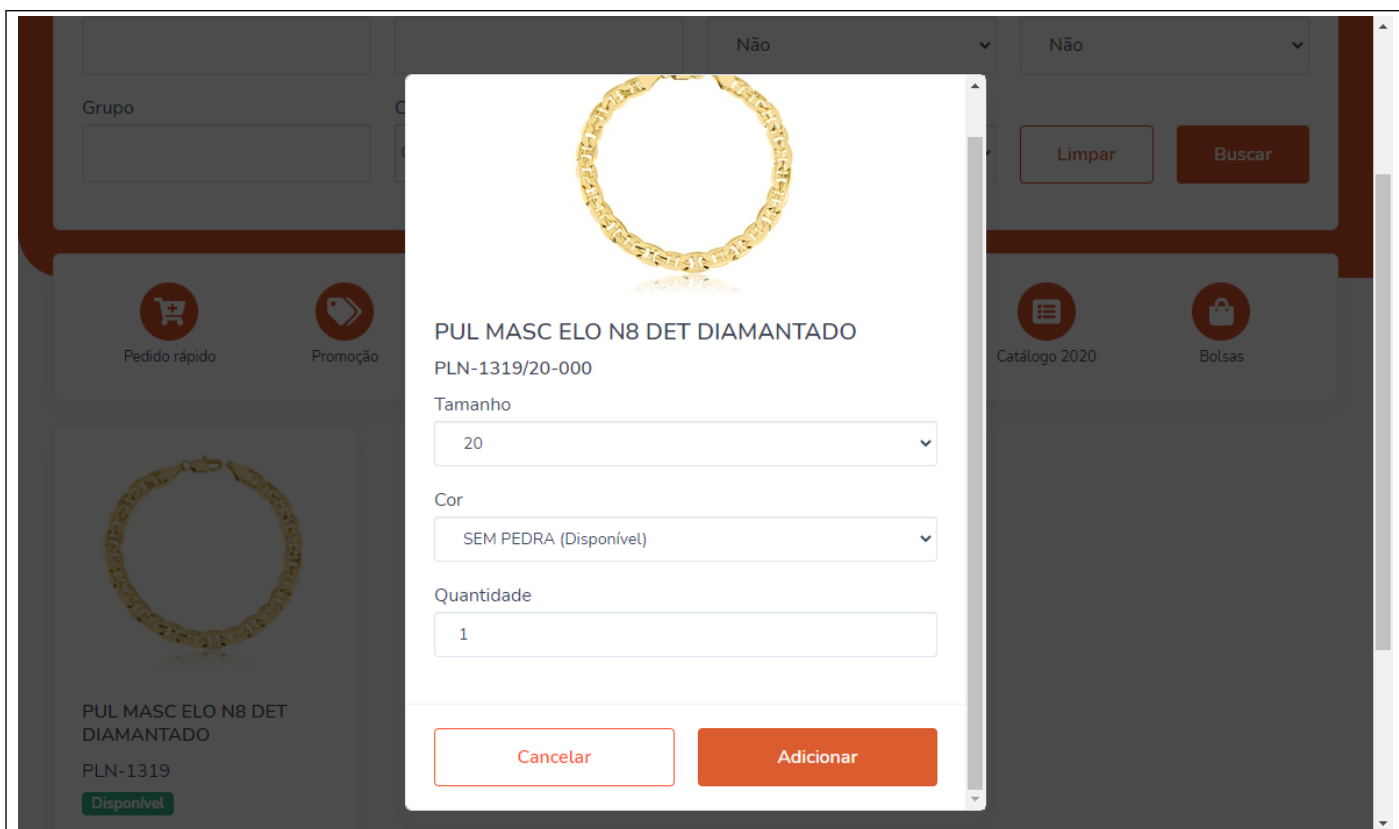 Não
Não
Grupo
Limpar
Buscar
Pedido rápido
Promoção
Catálogo 2020
Bolsas
PUL MASC ELO N8 DET DIAMANTADO
PLN-1319/20-000
Tamanho
20
Cor
SEM PEDRA (Disponível)
Quantidade
1
Cancelar
Adicionar
PUL MASC ELO N8 DET
DIAMANTADO
PLN-1319
Disponível